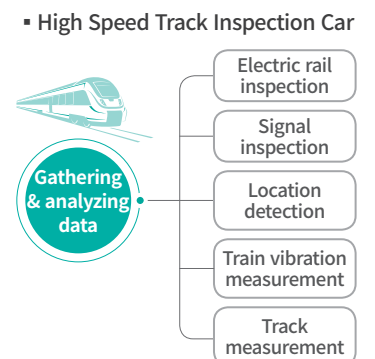 ▪ High Speed Track Inspection Car
Electric rail
inspection
Signal
inspection
Gathering
& analyzing
data
Location
detection
Train vibration
measurement
Track
measurement